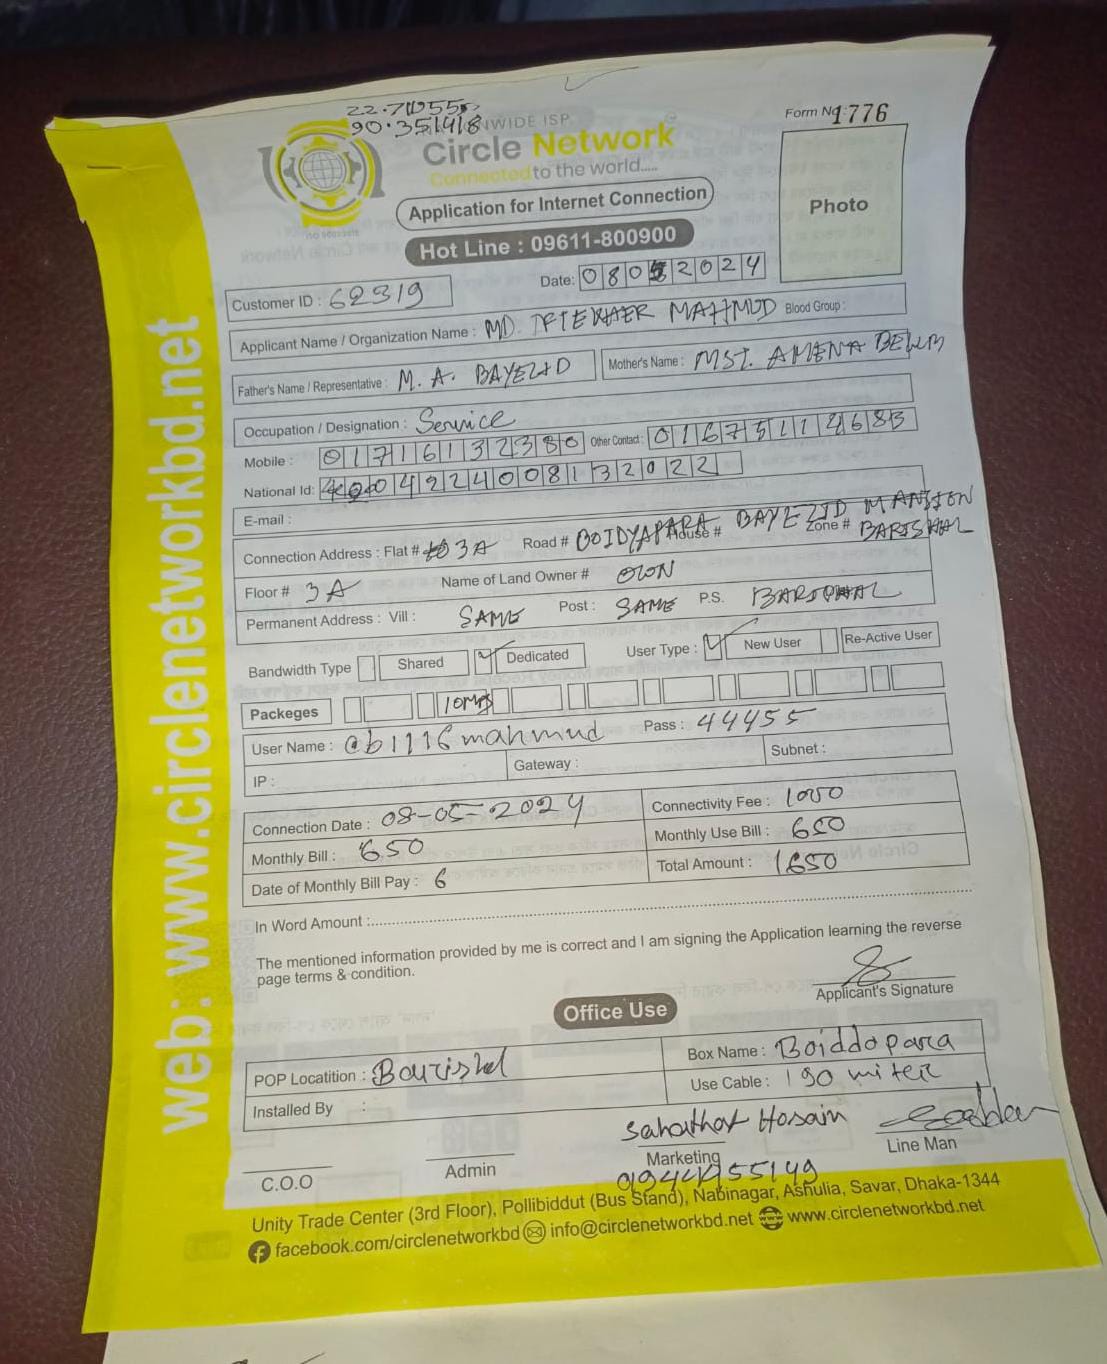 22.71055
90.351418
NWIDE ISP
Form No 1776
Circle Network
Connected to the world.....
Application for Internet Connection
Photo
Hot Line : 09611-800900
Date: 08052024
Customer ID : 62319
Applicant Name / Organization Name : MD. MAHMUD Blood Group :
Father's Name / Representative : M. A. BAYEZID Mother's Name : MST. AMENA BEGUM
Occupation / Designation : Service
Mobile : 01716132380 Other Contact : 01675112683
National Id: 04224008132022
E-mail :
Connection Address : Flat # 3A Road # BOIDYAPARA House # BAYEZID MANSION Zone # BARISHAL
Floor # 3A Name of Land Owner # OWN
Permanent Address : Vill : SAME Post : SAME P.S. BARISHAL
Bandwidth Type Shared Dedicated User Type : New User Re-Active User
Packeges 10Mbps
User Name : @b1116mahmud Pass : 44455
IP : Gateway : Subnet :
Connection Date : 08-05-2024 Connectivity Fee : 1000
Monthly Bill : 650 Monthly Use Bill : 650
Date of Monthly Bill Pay : 6 Total Amount : 1650
In Word Amount :
The mentioned information provided by me is correct and I am signing the Application learning the reverse
page terms & condition.
Applicant's Signature
Office Use
POP Locatition : Barishal Box Name : Boiddopara
Installed By : Use Cable : 190 miter
Hosain
C.O.O Admin Marketing Line Man
Unity Trade Center (3rd Floor), Pollibiddut (Bus Stand), Nabinagar, Ashulia, Savar, Dhaka-1344
facebook.com/circlenetworkbd info@circlenetworkbd.net www.circlenetworkbd.net
web: www.circlenetworkbd.net